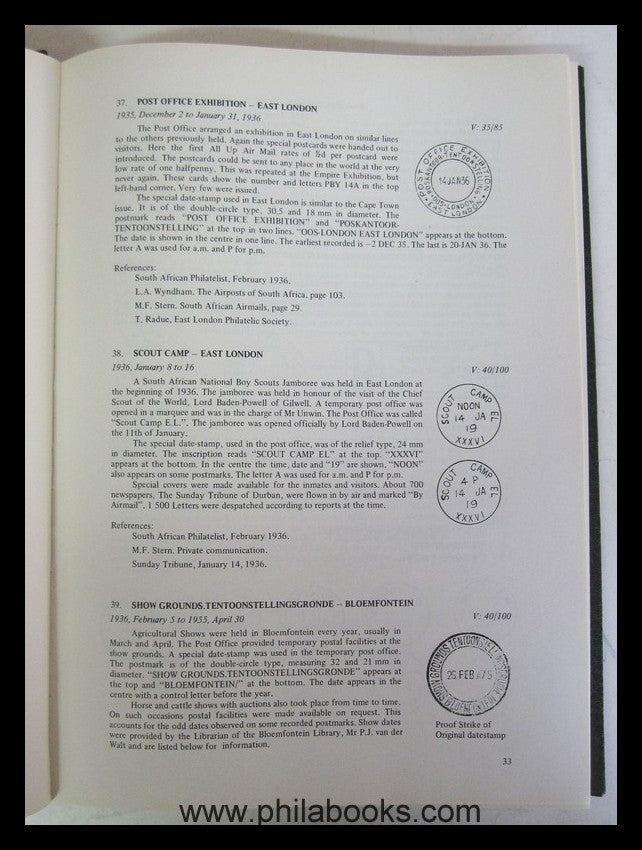 37. POST OFFICE EXHIBITION – EAST LONDON
1935, December 2 to January 31, 1936
V: 35/85
The Post Office arranged an exhibition in East London on similar lines
to the others previously held. Again the special postcards were handed out to
visitors. Here the first All Up Air Mail rates of ½d per postcard were
introduced. The postcards could be sent to any place in the world at the very
low rate of one halfpenny. This was repeated at the Empire Exhibition, but
never again. These cards show the number and letters PBY 14A in the top
left-hand corner. Very few were issued.
The special date-stamp used in East London is similar to the Cape Town
issue. It is of the double-circle type, 30,5 and 18 mm in diameter. The
postmark reads "POST OFFICE EXHIBITION" and "POSKANTOOR-
TENTOONSTELLING" at the top in two lines. "OOS-LONDON EAST LONDON" appears at the bottom.
The date is shown in the centre in one line. The earliest recorded is –2 DEC 35. The last is 20-JAN 36. The
letter A was used for a.m. and P for p.m.
POST OFFICE EXHIBITION
POSKANTOOR-TENTOONSTELLING
14JAN36
OOS-LONDON
EAST LONDON
References:
South African Philatelist, February 1936.
L.A. Wyndham. The Airposts of South Africa, page 103.
M.F. Stern. South African Airmails, page 29.
T. Radue, East London Philatelic Society.
38. SCOUT CAMP – EAST LONDON
1936, January 8 to 16
V: 40/100
A South African National Boy Scouts Jamboree was held in East London at
the beginning of 1936. The jamboree was held in honour of the visit of the Chief
Scout of the World, Lord Baden-Powell of Gilwell. A temporary post office was
opened in a marquee and was in the charge of Mr Unwin. The Post Office was called
"Scout Camp E.L.". The jamboree was opened officially by Lord Baden-Powell on
the 11th of January.
The special date-stamp, used in the post office, was of the relief type, 24 mm
in diameter. The inscription reads "SCOUT CAMP EL" at the top. "XXXVI"
appears at the bottom. In the centre the time, date and "19" are shown. "NOON"
also appears on some postmarks. The letter A was used for a.m. and P for p.m.
Special covers were made available for the inmates and visitors. About 700
newspapers, The Sunday Tribune of Durban, were flown in by air and marked "By
Airmail", 1 500 Letters were despatched according to reports at the time.
SCOUT CAMP EL
NOON
14 JA
19
XXXVI
SCOUT CAMP EL
4 P
14 JA
19
XXXVI
References:
South African Philatelist, February 1936.
M.F. Stern. Private communication.
Sunday Tribune, January 14, 1936.
39. SHOW GROUNDS.TENTOONSTELLINGSGRONDE – BLOEMFONTEIN
1936, February 5 to 1955, April 30
V: 40/100
Agricultural Shows were held in Bloemfontein every year, usually in
March and April. The Post Office provided temporary postal facilities at the
show grounds. A special date-stamp was used in the temporary post office.
The postmark is of the double-circle type, measuring 32 and 21 mm in
diameter. "SHOW GROUNDS.TENTOONSTELLINGSGRONDE" appears at
the top and "BLOEMFONTEIN/" at the bottom. The date appears in the
centre with a control letter before the year.
Horse and cattle shows with auctions also took place from time to time.
On such occasions postal facilities were made available on request. This
accounts for the odd dates observed on some recorded postmarks. Show dates
were provided by the Librarian of the Bloemfontein Library, Mr P.J. van der
Walt and are listed below for information.
Proof Strike of
Original datestamp
33
www.philabooks.com